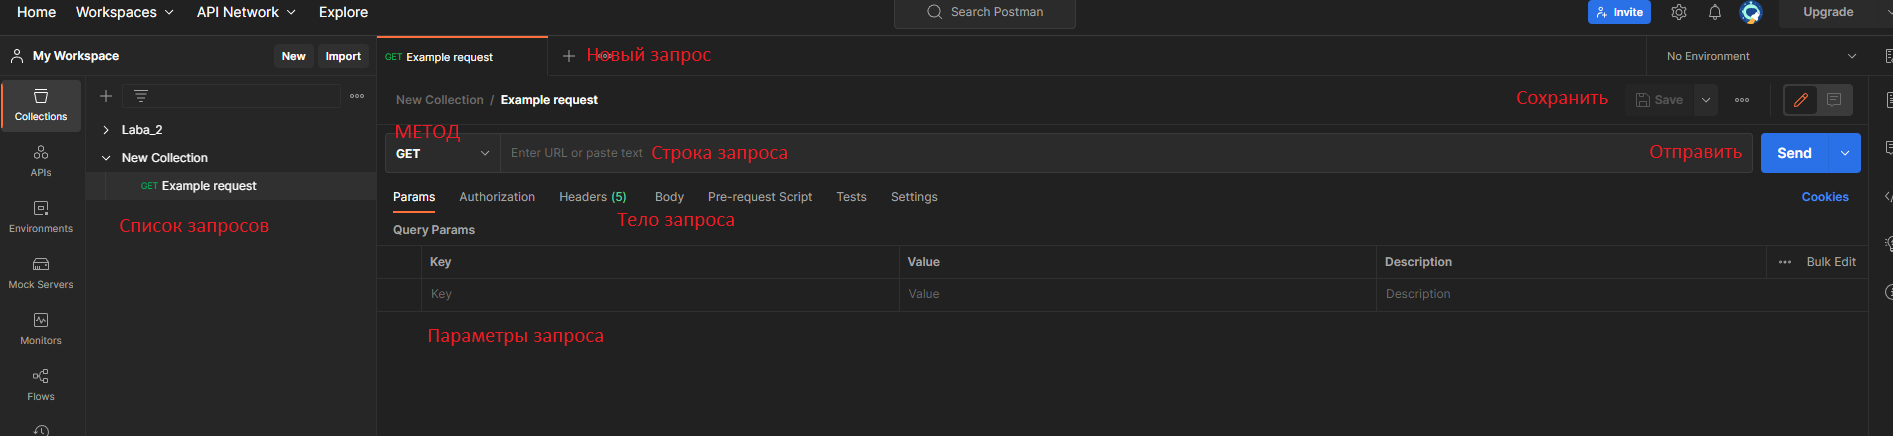 Home Workspaces API Network Explore Search Postman Invite Upgrade
My Workspace New Import GET Example request Новый запрос No Environment
New Collection / Example request Сохранить Save
Collections
Laba_2
МЕТОД
New Collection GET Enter URL or paste text Строка запроса Отправить Send
APIs
GET Example request Params Authorization Headers (5) Body Pre-request Script Tests Settings Cookies
Тело запроса
Environments Список запросов Query Params
Key Value Description Bulk Edit
Mock Servers Key Value Description
Monitors Параметры запроса
Flows